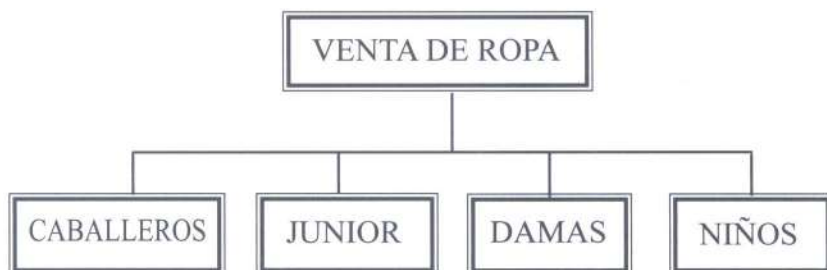 VENTA DE ROPA
CABALLEROS
JUNIOR
DAMAS
NIÑOS